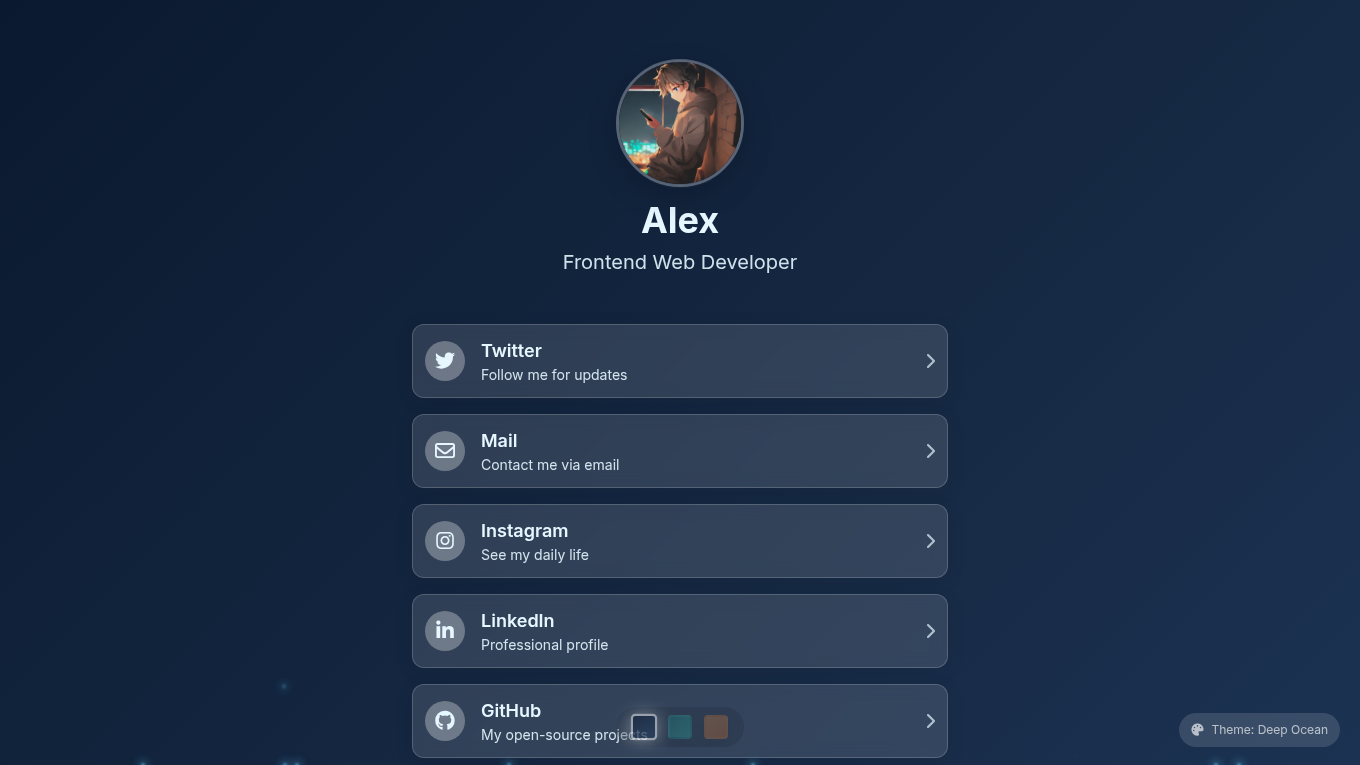 Alex
Frontend Web Developer
Twitter
Follow me for updates
Mail
Contact me via email
Instagram
See my daily life
LinkedIn
Professional profile
GitHub
My open-source projects
Theme: Deep Ocean